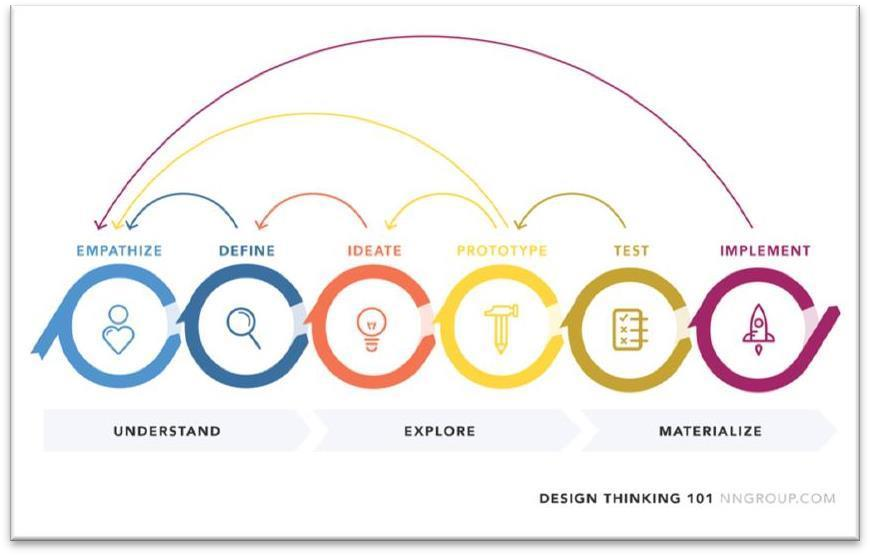 EMPATHIZE DEFINE IDEATE PROTOTYPE TEST IMPLEMENT
UNDERSTAND EXPLORE MATERIALIZE
DESIGN THINKING 101 NNGROUP.COM